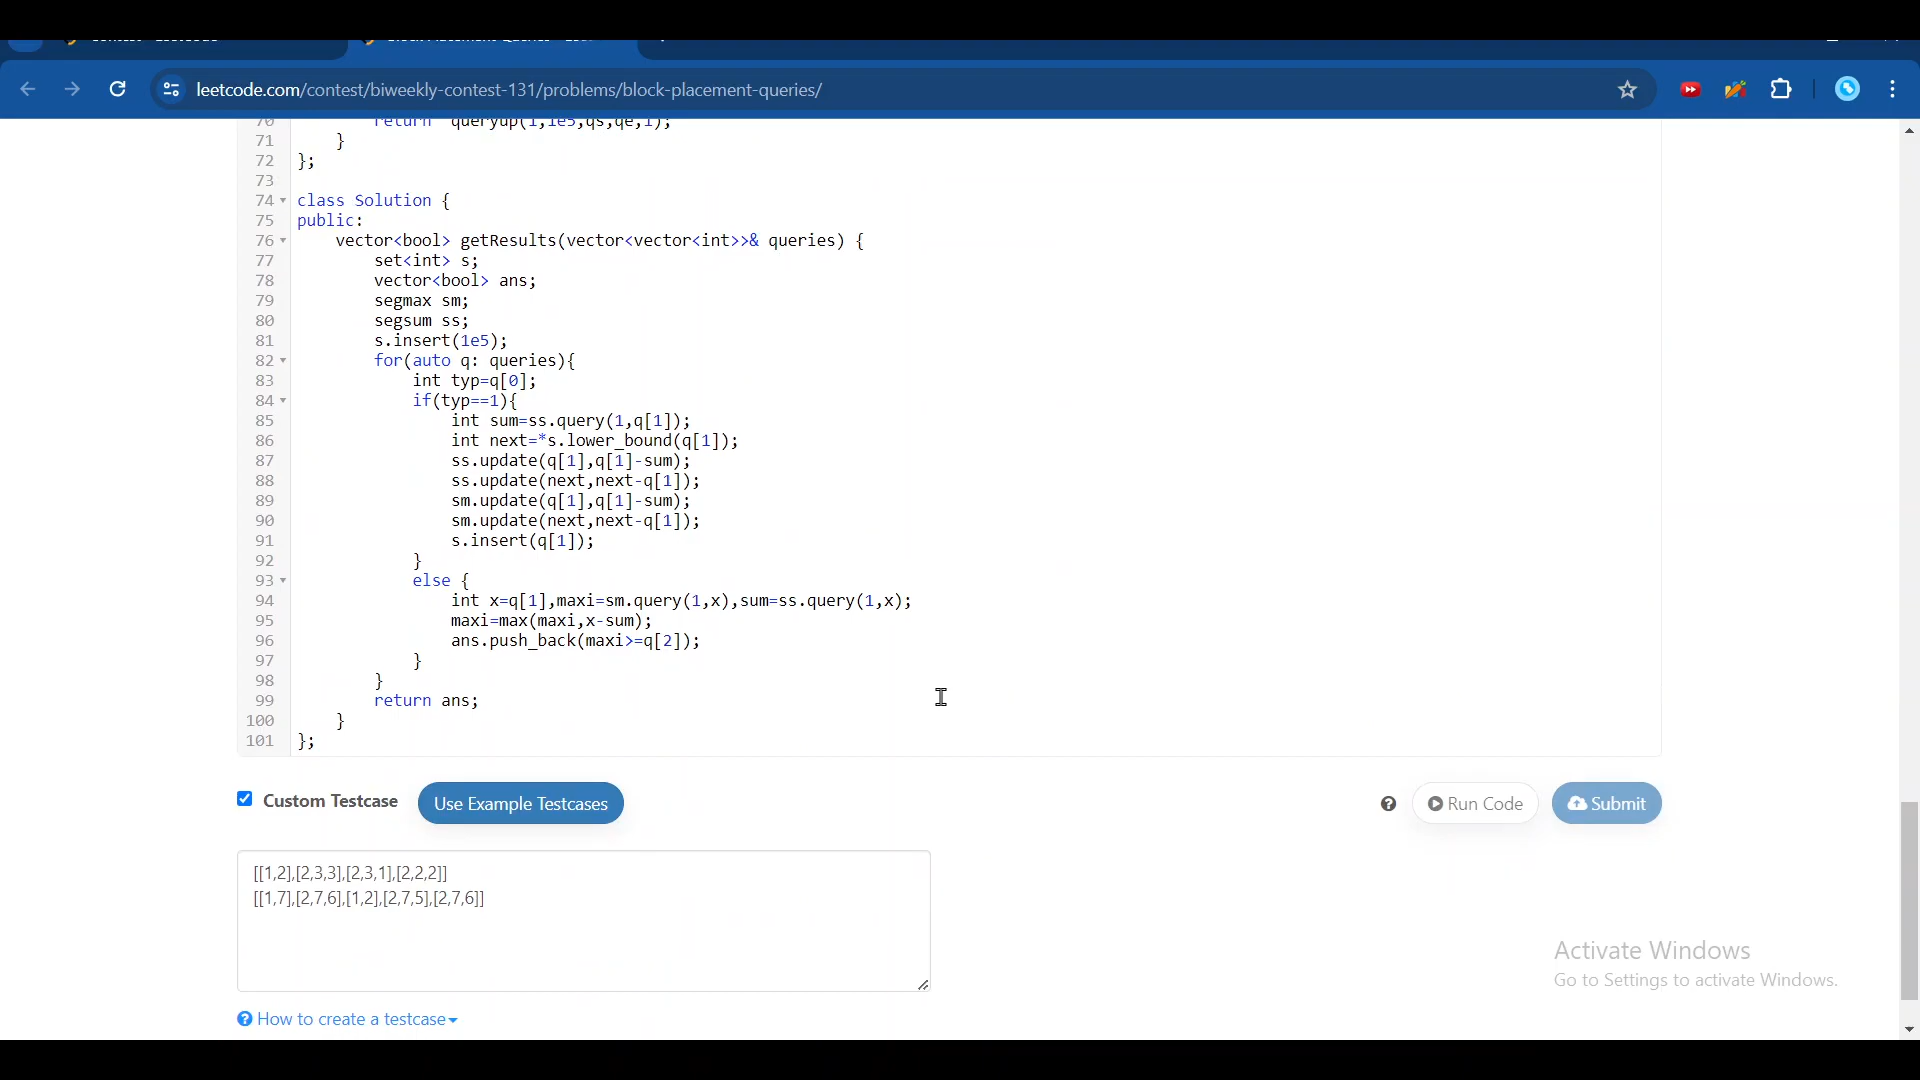 leetcode.com/contest/biweekly-contest-131/problems/block-placement-queries/
70 return queryup(1,1e5,qs,qe,1);
71 }
72 };
73
74 class Solution {
75 public:
76 vector<bool> getResults(vector<vector<int>>& queries) {
77 set<int> s;
78 vector<bool> ans;
79 segmax sm;
80 segsum ss;
81 s.insert(1e5);
82 for(auto q: queries){
83 int typ=q[0];
84 if(typ==1){
85 int sum=ss.query(1,q[1]);
86 int next=*s.lower_bound(q[1]);
87 ss.update(q[1],q[1]-sum);
88 ss.update(next,next-q[1]);
89 sm.update(q[1],q[1]-sum);
90 sm.update(next,next-q[1]);
91 s.insert(q[1]);
92 }
93 else {
94 int x=q[1],maxi=sm.query(1,x),sum=ss.query(1,x);
95 maxi=max(maxi,x-sum);
96 ans.push_back(maxi>=q[2]);
97 }
98 }
99 return ans;
100 }
101 };
Custom Testcase Use Example Testcases Run Code Submit
[[1,2],[2,3,3],[2,3,1],[2,2,2]]
[[1,7],[2,7,6],[1,2],[2,7,5],[2,7,6]]
Activate Windows
Go to Settings to activate Windows.
How to create a testcase